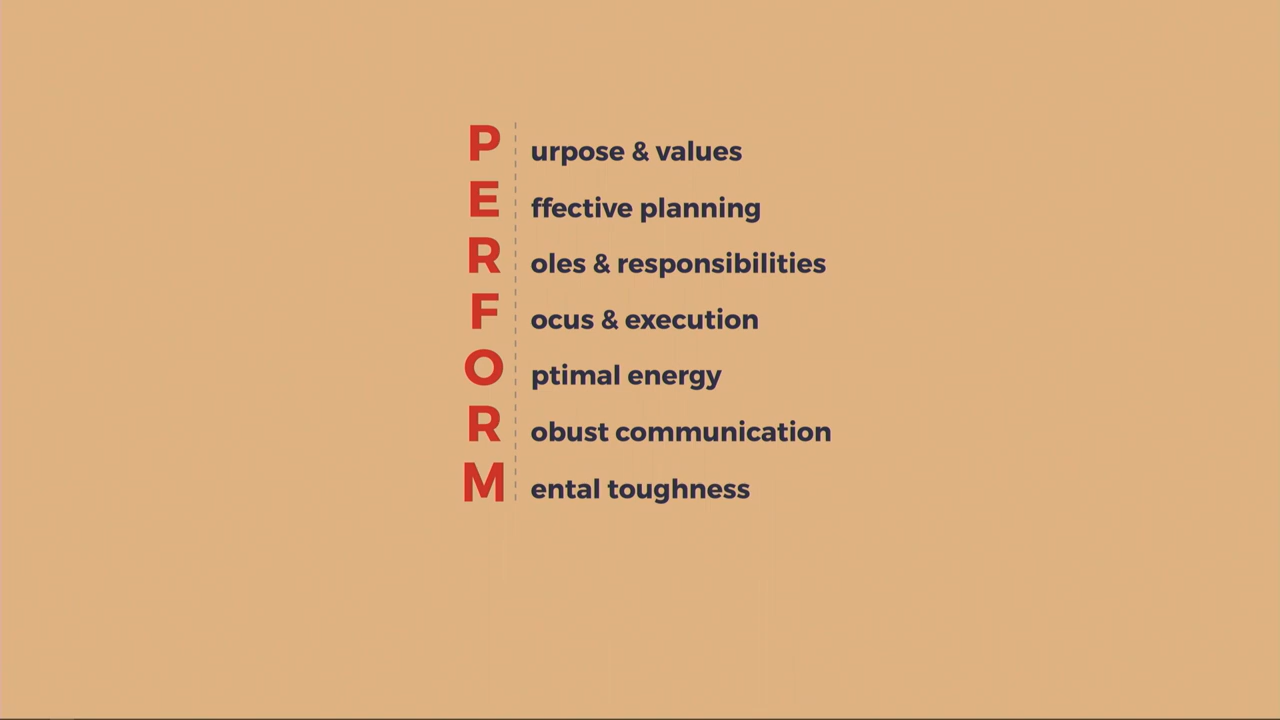 Purpose & values
Effective planning
Roles & responsibilities
Focus & execution
Optimal energy
Robust communication
Mental toughness